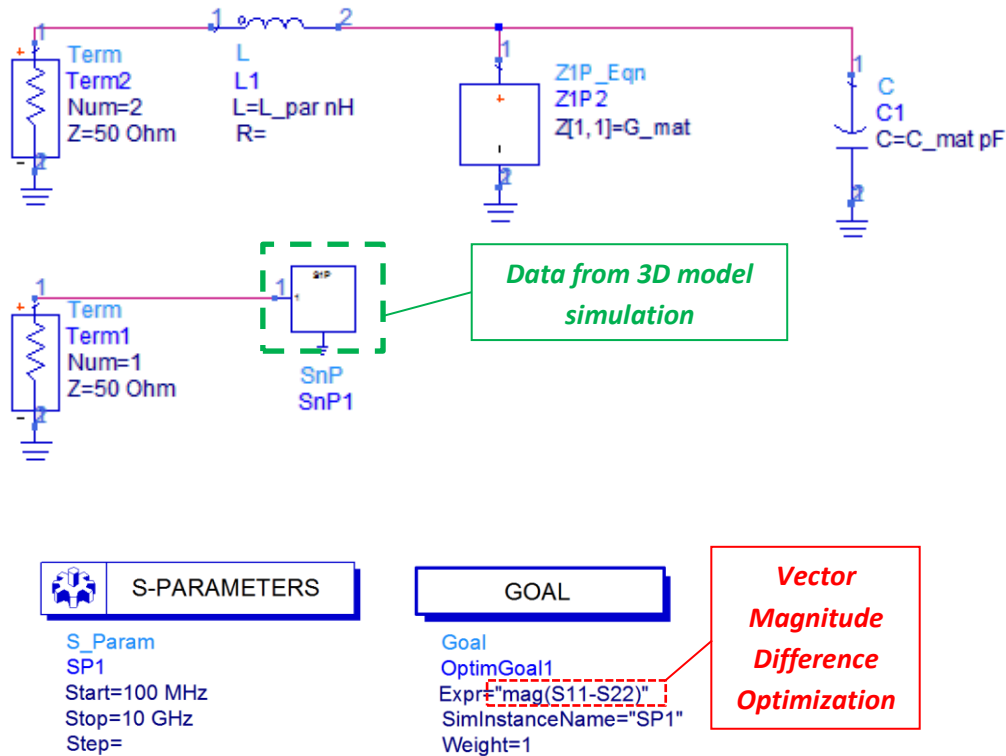 1
2
1
1
Term
Term2
Num=2
Z=50 Ohm
2
L
L1
L=L_par nH
R=
Z1P_Eqn
Z1P2
Z[1,1]=G_mat
2
C
C1
C=C_mat pF
2
1
1
S1P
1
Term
Term1
Num=1
Z=50 Ohm
2
SnP
SnP1
Data from 3D model
simulation
S-PARAMETERS
S_Param
SP1
Start=100 MHz
Stop=10 GHz
Step=
GOAL
Goal
OptimGoal1
Expr="mag(S11-S22)"
SimInstanceName="SP1"
Weight=1
Vector
Magnitude
Difference
Optimization